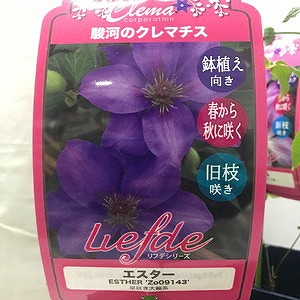 Clema
corporation
駿河のクレマチス
鉢植え
向き
春から
秋に咲く
旧枝
咲き
Liefde
リフデシリーズ
エスター
ESTHER 'Zo09143'
早咲き大輪系